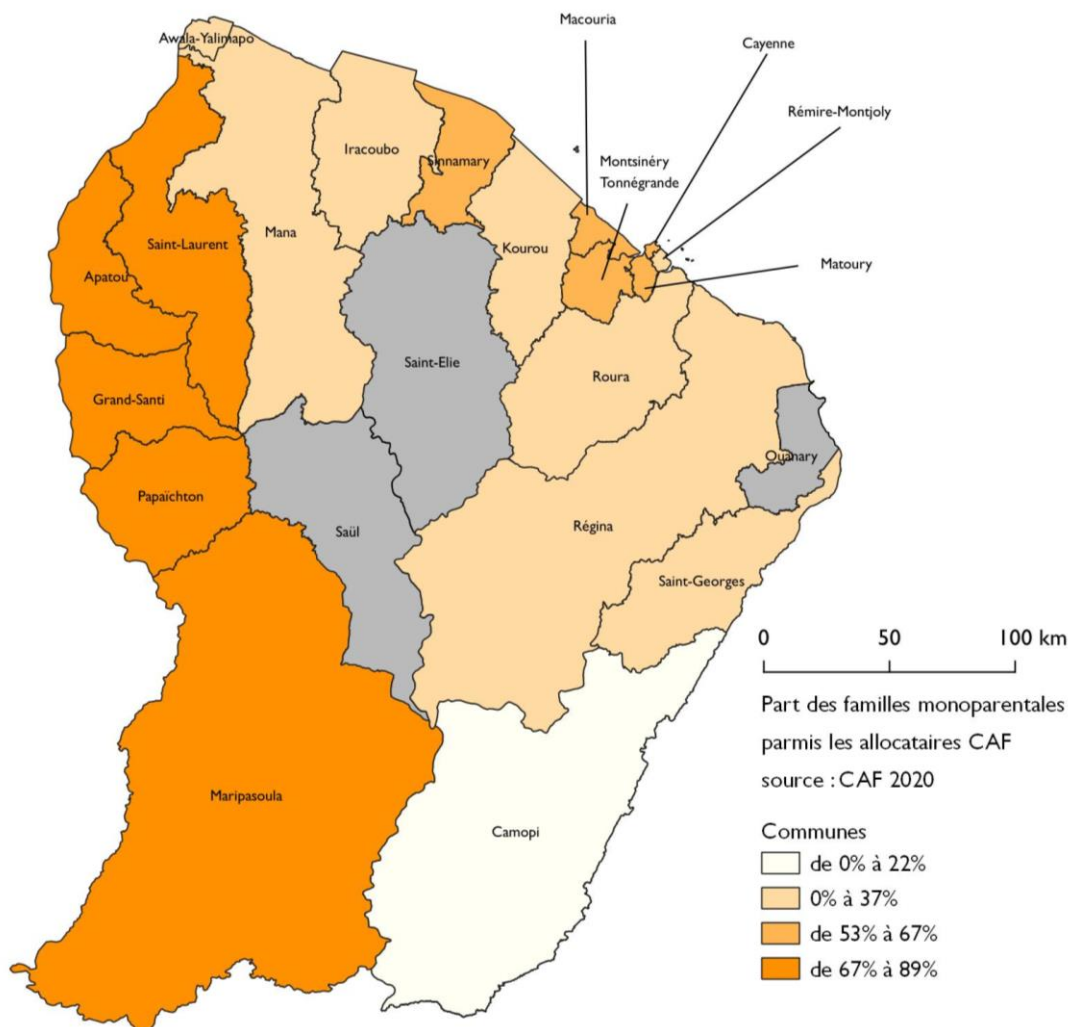 Macouria
Cayenne
Awala-Yalimapo
Rémire-Montjoly
Iracoubo
Sinnamary
Montsinéry
Tonnégrande
Mana
Saint-Laurent
Kourou
Matoury
Apatou
Saint-Elie
Roura
Grand-Santi
Ouanary
Papaïchton
Régina
Saül
Saint-Georges
0 50 100 km
Part des familles monoparentales
parmis les allocataires CAF
source : CAF 2020
Maripasoula
Camopi
Communes
de 0% à 22%
0% à 37%
de 53% à 67%
de 67% à 89%